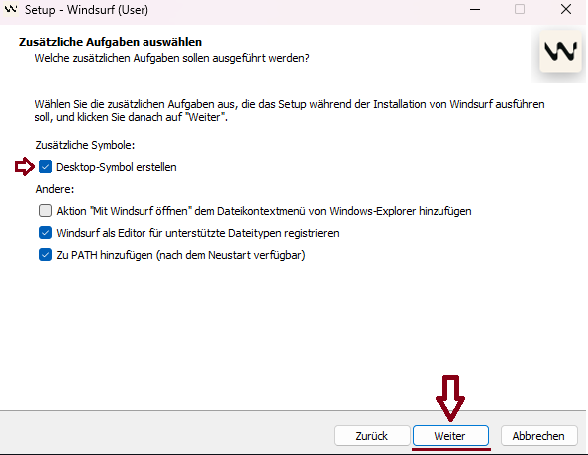 Setup - Windsurf (User)
Zusätzliche Aufgaben auswählen
Welche zusätzlichen Aufgaben sollen ausgeführt werden?
Wählen Sie die zusätzlichen Aufgaben aus, die das Setup während der Installation von Windsurf ausführen
soll, und klicken Sie danach auf "Weiter".
Zusätzliche Symbole:
Desktop-Symbol erstellen
Andere:
Aktion "Mit Windsurf öffnen" dem Dateikontextmenü von Windows-Explorer hinzufügen
Windsurf als Editor für unterstützte Dateitypen registrieren
Zu PATH hinzufügen (nach dem Neustart verfügbar)
Zurück Weiter Abbrechen